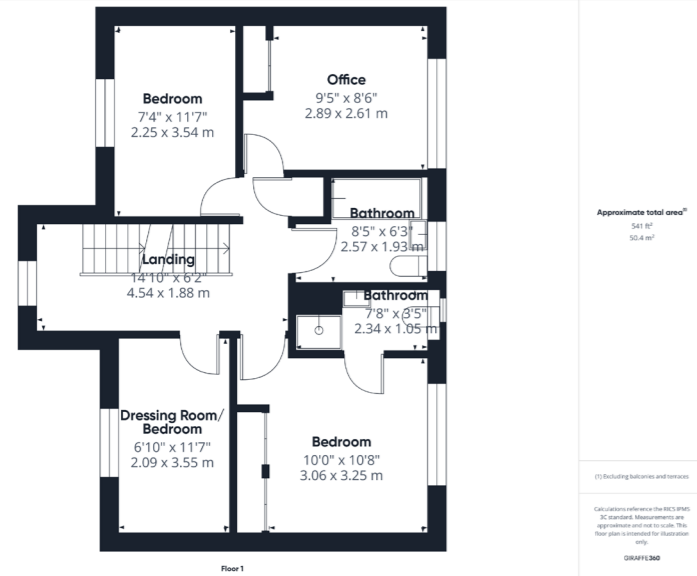 Bedroom
7'4" x 11'7"
2.25 x 3.54 m
Office
9'5" x 8'6"
2.89 x 2.61 m
Bathroom
8'5" x 6'3"
2.57 x 1.93 m
Landing
14'10" x 6'2"
4.54 x 1.88 m
Bathroom
7'8" x 3'5"
2.34 x 1.05 m
Dressing Room/
Bedroom
6'10" x 11'7"
2.09 x 3.55 m
Bedroom
10'0" x 10'8"
3.06 x 3.25 m
Floor 1
Approximate total area(1)
541 ft²
50.4 m²
(1) Excluding balconies and terraces
Calculations reference the RICS IPMS
3C standard. Measurements are
approximate and not to scale. This
floor plan is intended for illustration
only.
GIRAFFE360